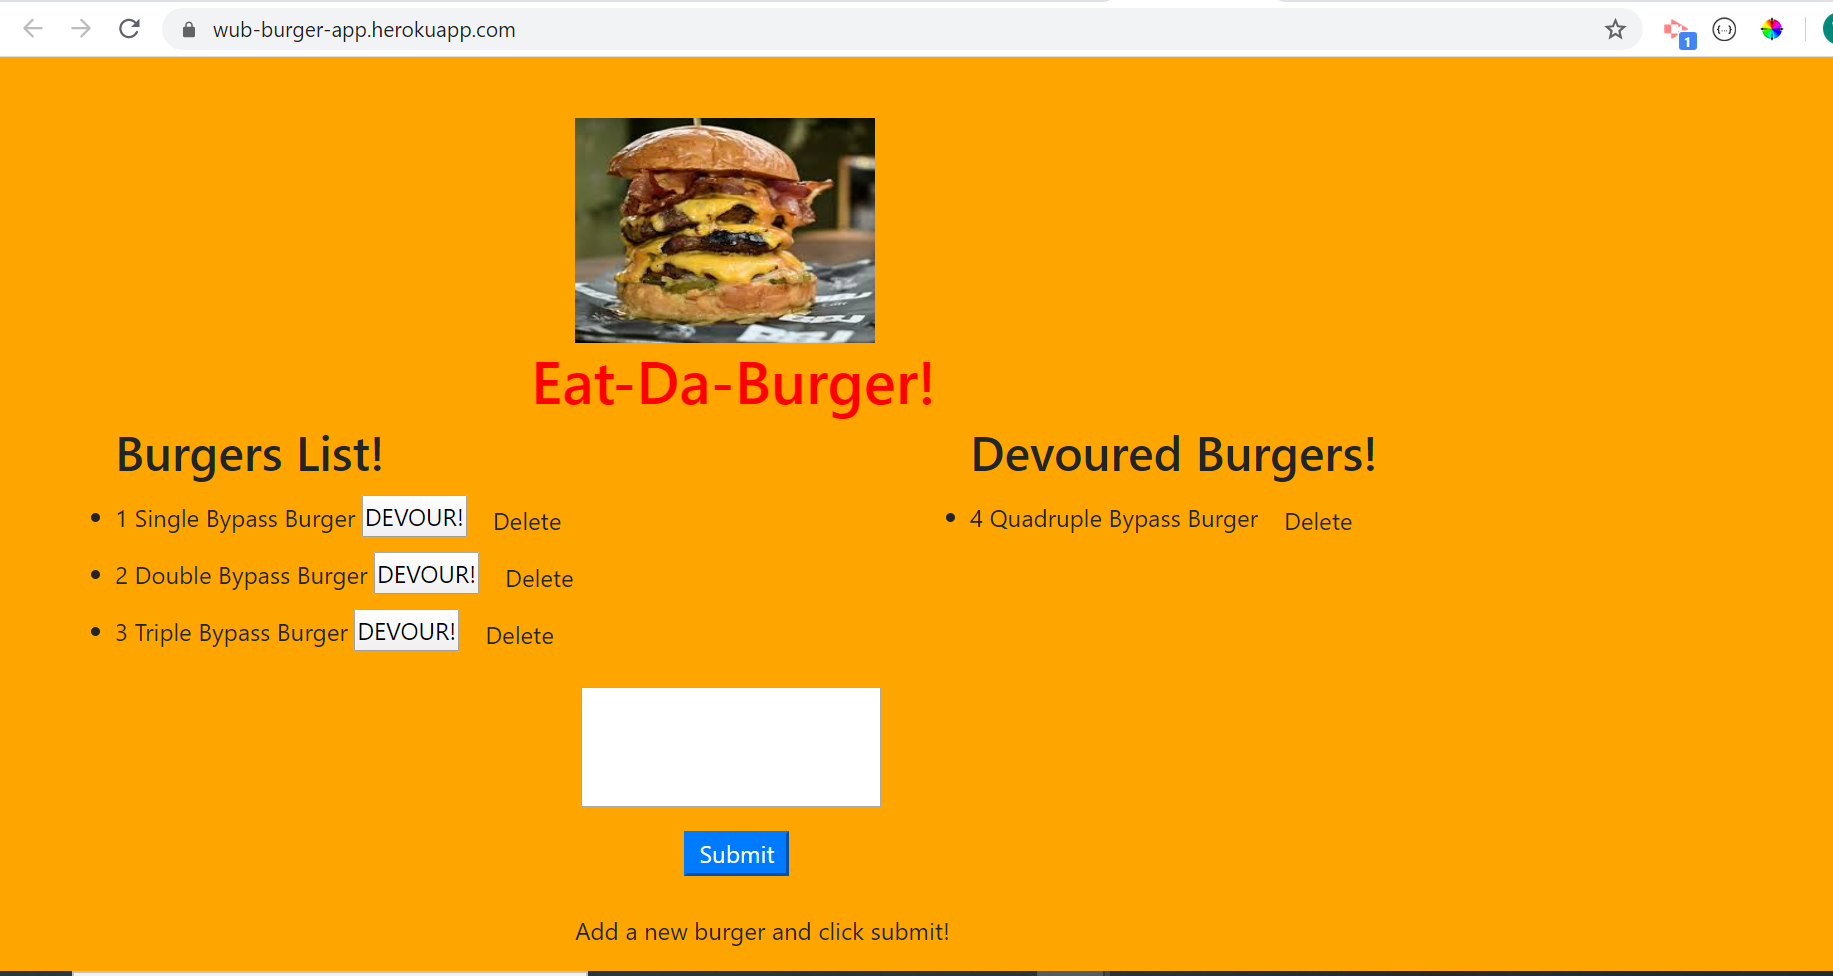 wub-burger-app.herokuapp.com
{...}
1
Eat-Da-Burger!
Burgers List!
1 Single Bypass Burger DEVOUR! Delete
2 Double Bypass Burger DEVOUR! Delete
3 Triple Bypass Burger DEVOUR! Delete
Devoured Burgers!
4 Quadruple Bypass Burger Delete
Submit
Add a new burger and click submit!